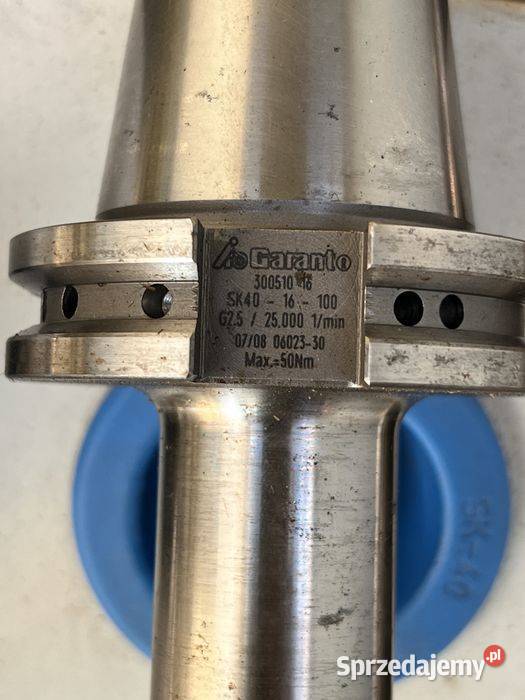 Garant
300510 16
SK40 - 16 - 100
G2.5 / 25.000 1/min
07/08 06023-30
Max.=50Nm
SK-40
Sprzedajemy.pl